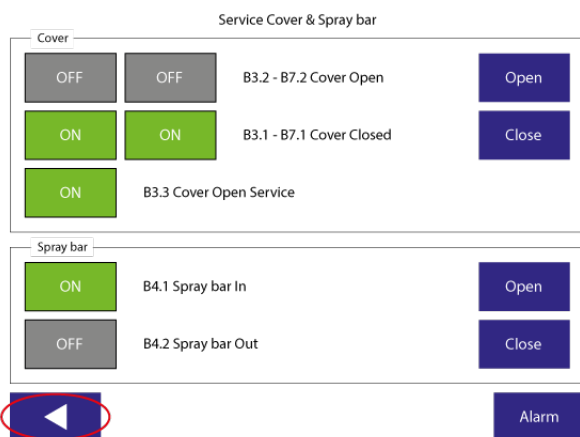 Service Cover & Spray bar
Cover
OFF OFF B3.2 - B7.2 Cover Open Open
ON ON B3.1 - B7.1 Cover Closed Close
ON B3.3 Cover Open Service
Spray bar
ON B4.1 Spray bar In Open
OFF B4.2 Spray bar Out Close
Alarm